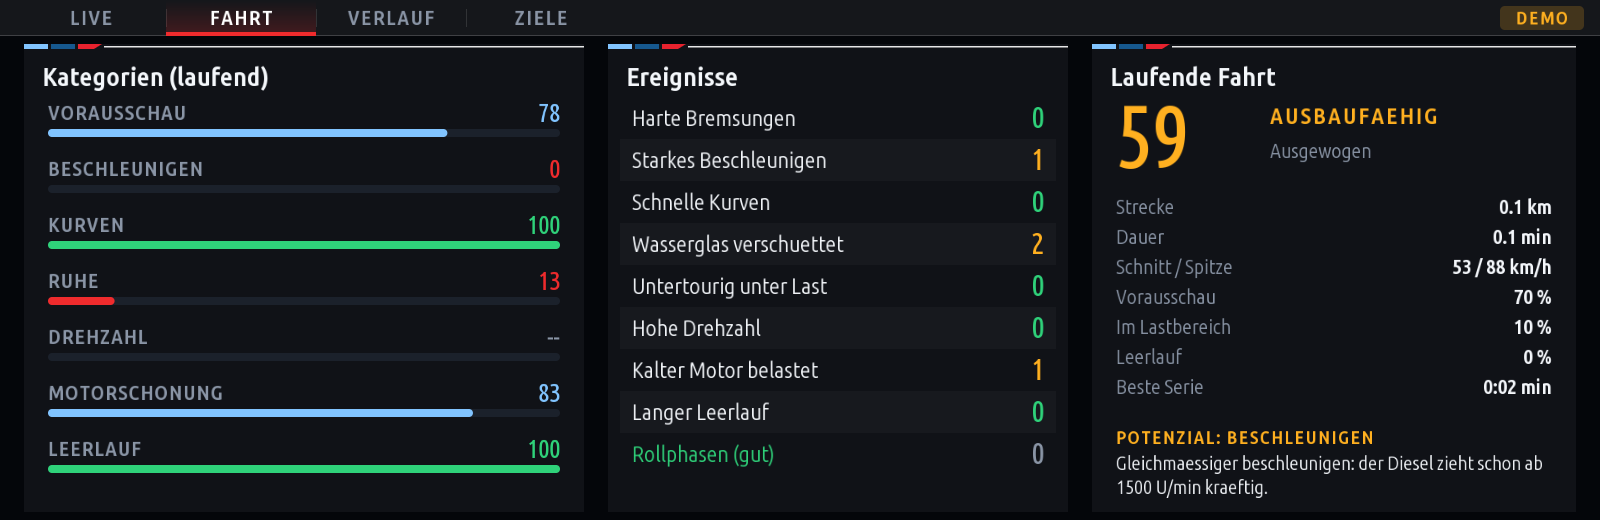 LIVE FAHRT VERLAUF ZIELE DEMO
Kategorien (laufend)
VORAUSSCHAU 78
BESCHLEUNIGEN 0
KURVEN 100
RUHE 13
DREHZAHL --
MOTORSCHONUNG 83
LEERLAUF 100
Ereignisse
Harte Bremsungen 0
Starkes Beschleunigen 1
Schnelle Kurven 0
Wasserglas verschuettet 2
Untertourig unter Last 0
Hohe Drehzahl 0
Kalter Motor belastet 1
Langer Leerlauf 0
Rollphasen (gut) 0
Laufende Fahrt
59 AUSBAUFAEHIG
Ausgewogen
Strecke 0.1 km
Dauer 0.1 min
Schnitt / Spitze 53 / 88 km/h
Vorausschau 70 %
Im Lastbereich 10 %
Leerlauf 0 %
Beste Serie 0:02 min
POTENZIAL: BESCHLEUNIGEN
Gleichmaessiger beschleunigen: der Diesel zieht schon ab
1500 U/min kraeftig.